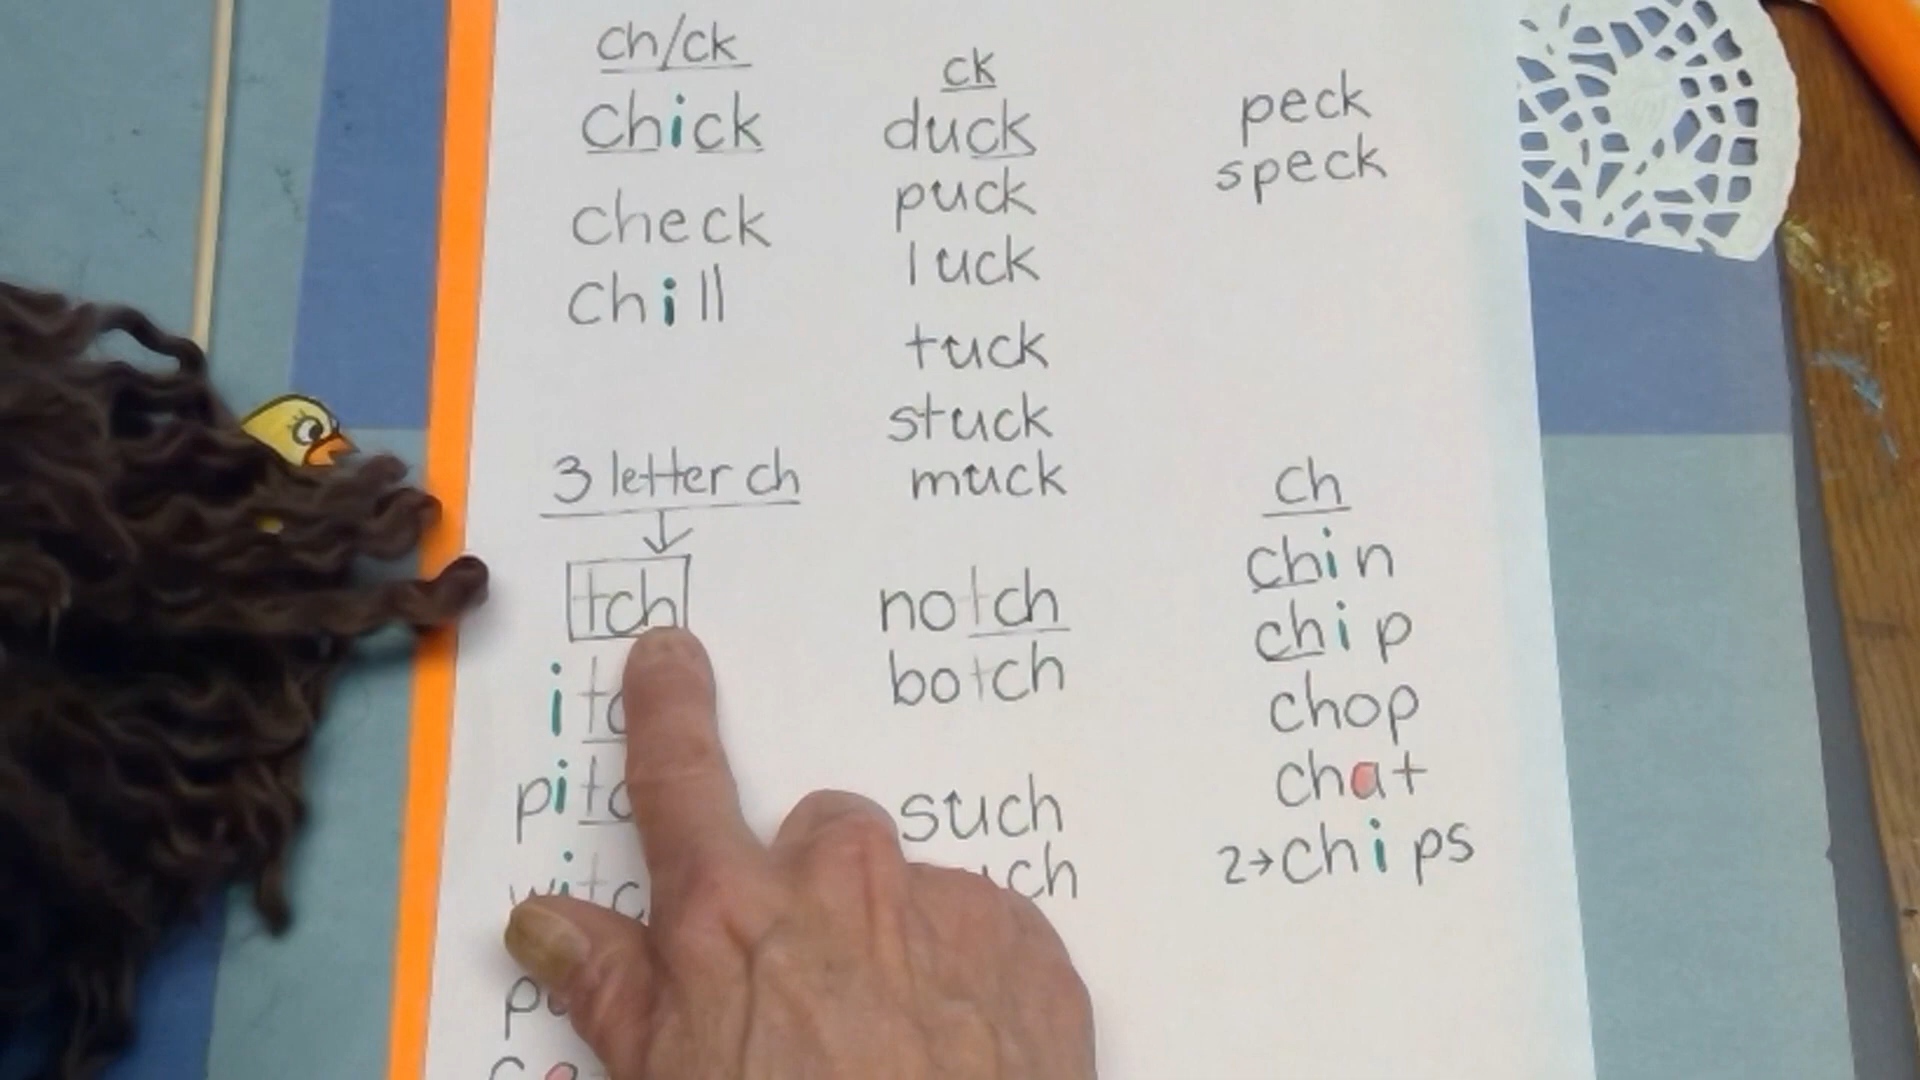 ch/ck
chick
check
chill
ck
duck
puck
luck
tuck
stuck
muck
peck
speck
3 letter ch
tch
notch
botch
such
ch
chin
chip
chop
chat
2→chips